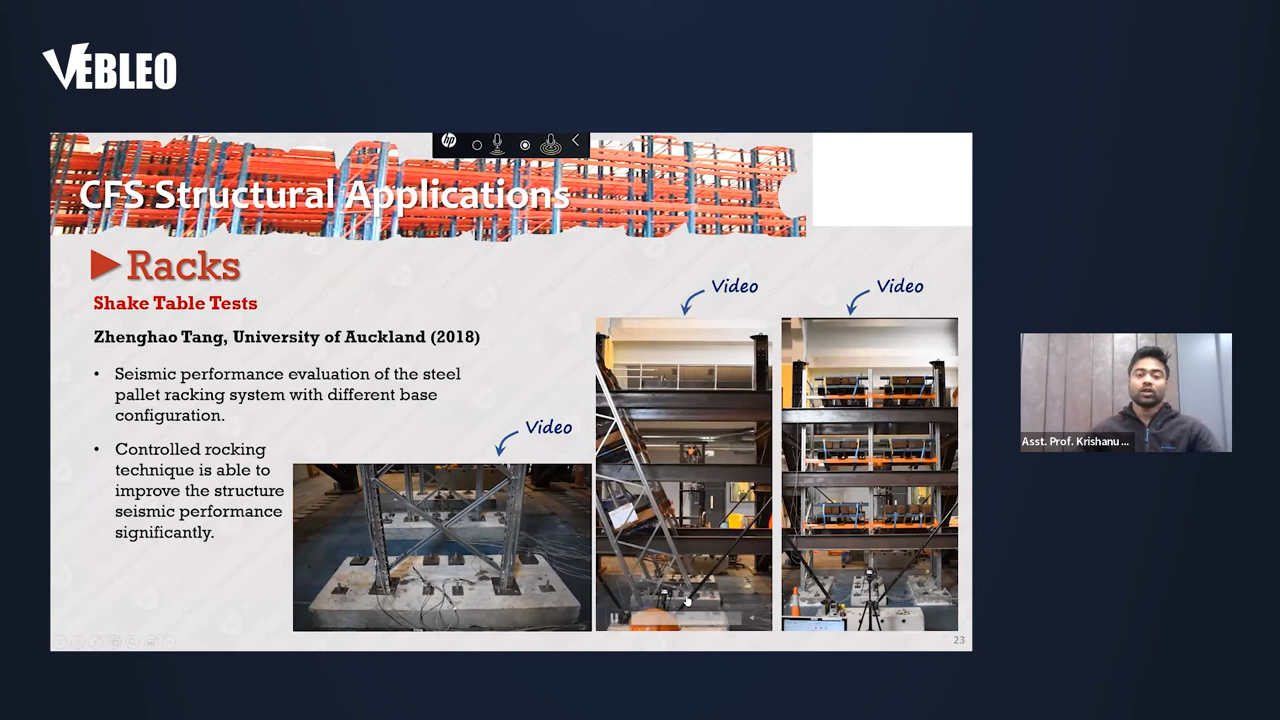 VEBLEO
hp
CFS Structural Applications
Racks
Shake Table Tests
Zhenghao Tang, University of Auckland (2018)
• Seismic performance evaluation of the steel
pallet racking system with different base
configuration.
• Controlled rocking
technique is able to
improve the structure
seismic performance
significantly.
Video
Video
Video
Asst. Prof. Krishanu ...
23